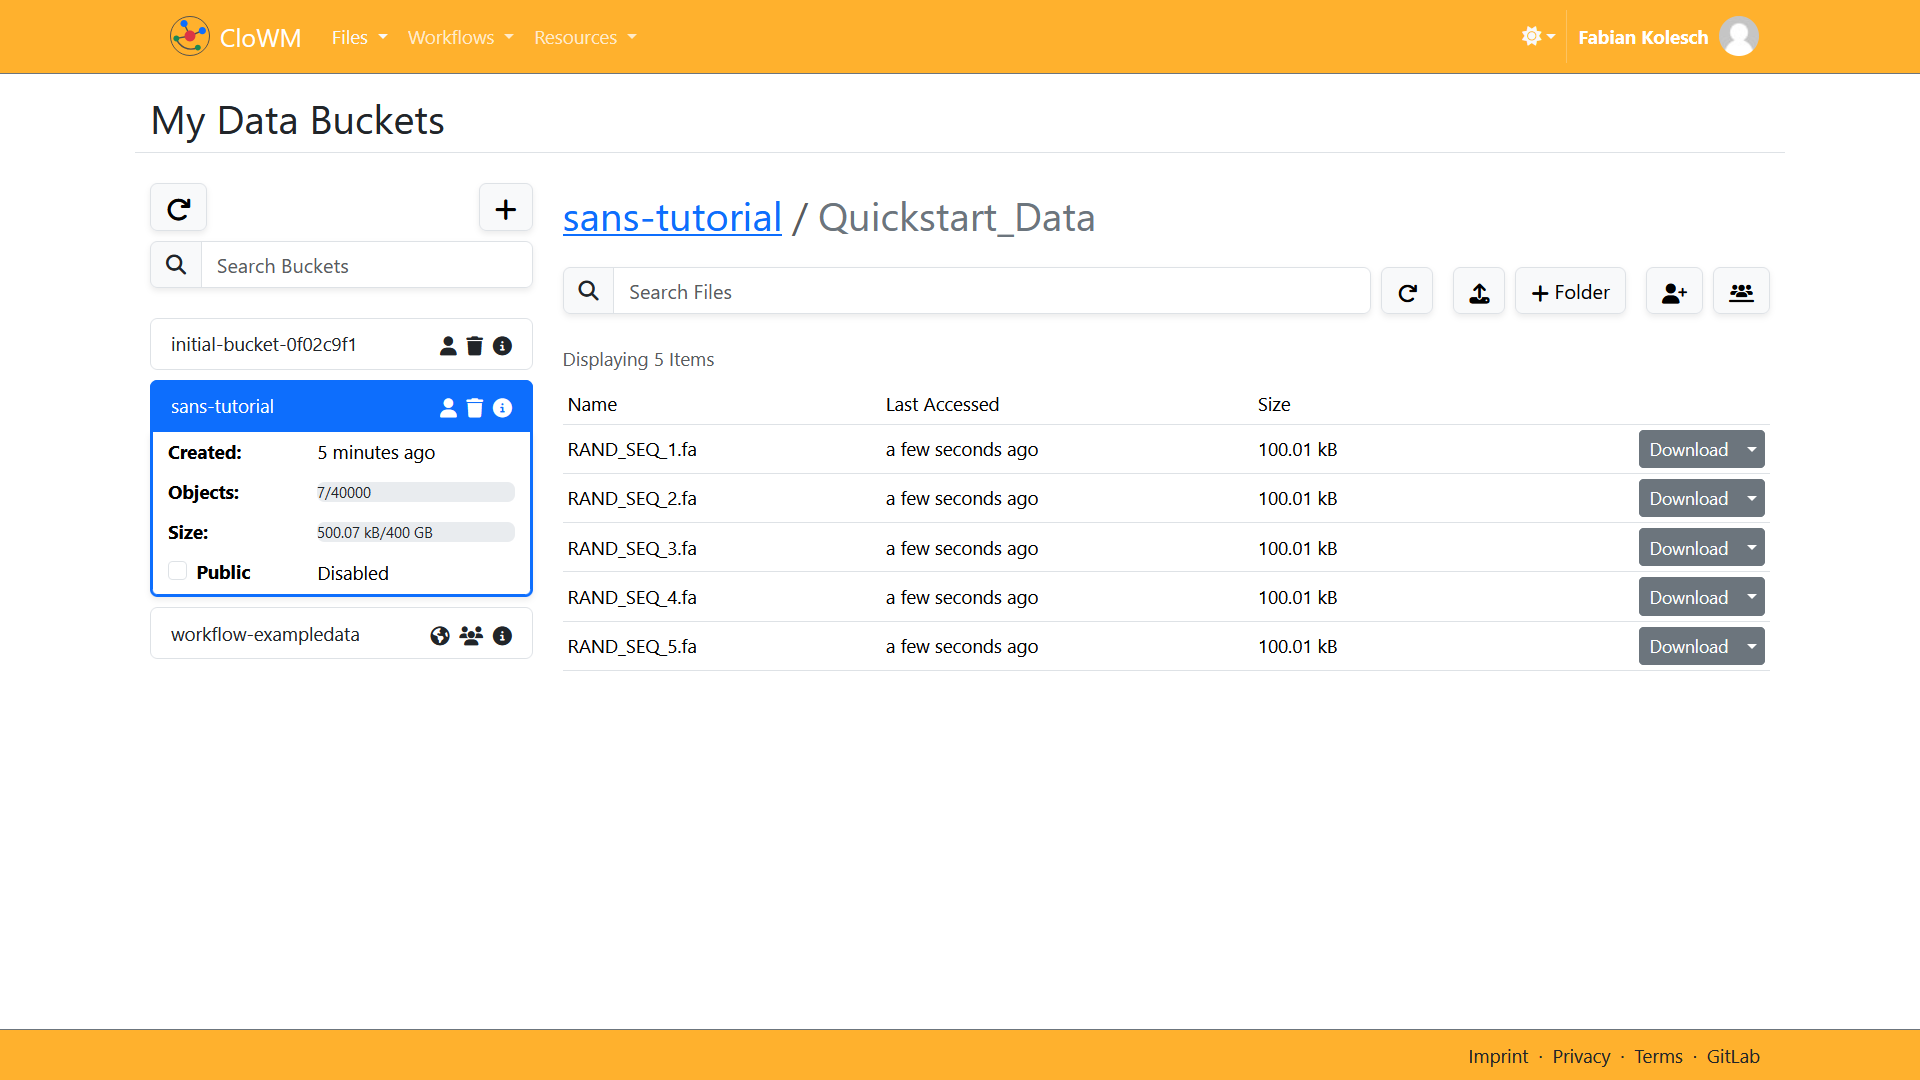 CloWM Files Workflows Resources Fabian Kolesch
My Data Buckets
Search Buckets
initial-bucket-0f02c9f1
sans-tutorial
Created: 5 minutes ago
Objects: 7/40000
Size: 500.07 kB/400 GB
Public Disabled
workflow-exampledata
sans-tutorial / Quickstart_Data
Search Files
+ Folder
Displaying 5 Items
Name Last Accessed Size
RAND_SEQ_1.fa a few seconds ago 100.01 kB Download
RAND_SEQ_2.fa a few seconds ago 100.01 kB Download
RAND_SEQ_3.fa a few seconds ago 100.01 kB Download
RAND_SEQ_4.fa a few seconds ago 100.01 kB Download
RAND_SEQ_5.fa a few seconds ago 100.01 kB Download
Imprint · Privacy · Terms · GitLab